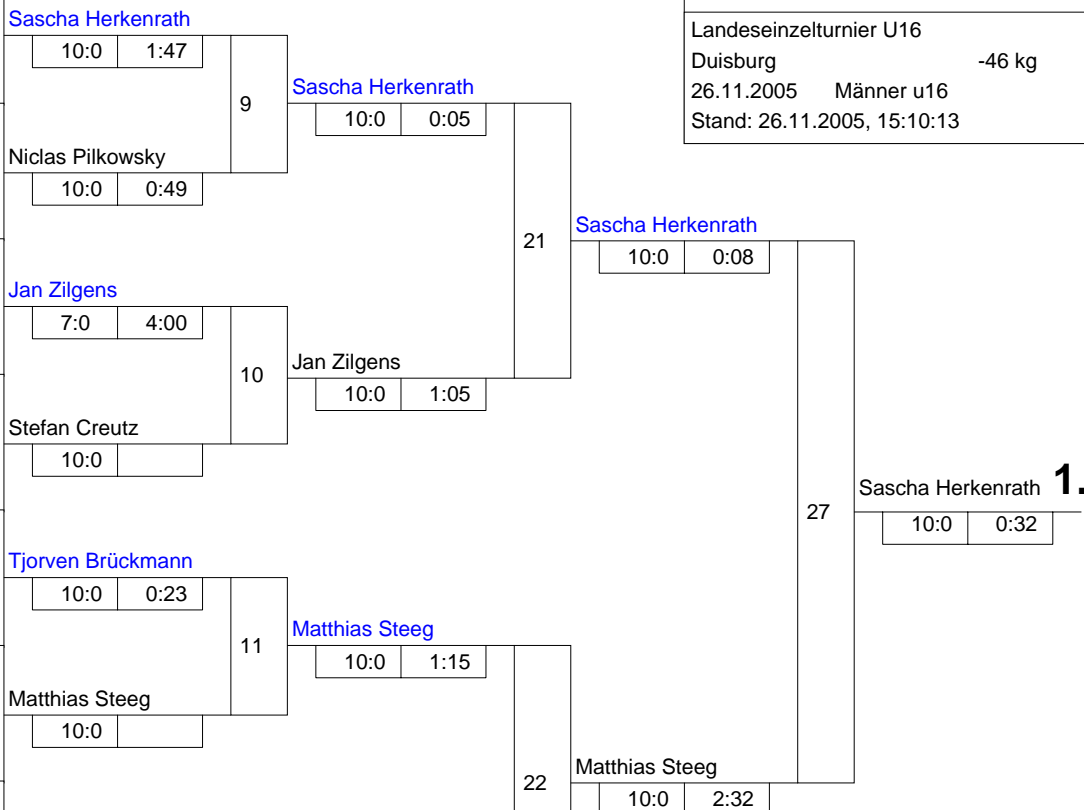 Sascha Herkenrath
10:0 1:47
Landeseinzelturnier U16
Duisburg -46 kg
26.11.2005 Männer u16
Stand: 26.11.2005, 15:10:13
9
Sascha Herkenrath
10:0 0:05
Niclas Pilkowsky
10:0 0:49
21
Sascha Herkenrath
10:0 0:08
Jan Zilgens
7:0 4:00
10
Jan Zilgens
10:0 1:05
Stefan Creutz
10:0
27
Sascha Herkenrath 1.
10:0 0:32
Tjorven Brückmann
10:0 0:23
11
Matthias Steeg
10:0 1:15
Matthias Steeg
10:0
22
Matthias Steeg
10:0 2:32